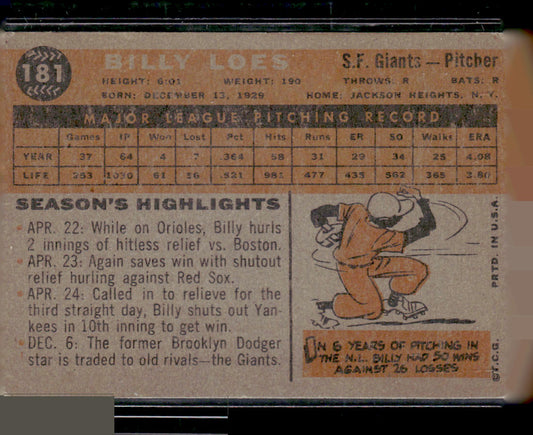 181
BILLY LOES
S.F. Giants — Pitcher
HEIGHT: 6:01 WEIGHT: 190 THROWS: R BATS: R
BORN: DECEMBER 13, 1929 HOME: JACKSON HEIGHTS, N.Y.
MAJOR LEAGUE PITCHING RECORD
Games IP Won Lost Pct Hits Runs ER SO Walks ERA
YEAR 37 64 4 7 .364 58 31 29 34 25 4.08
LIFE 253 1030 61 56 .521 981 477 435 562 365 3.80
SEASON'S HIGHLIGHTS
• APR. 22: While on Orioles, Billy hurls
2 innings of hitless relief vs. Boston.
• APR. 23: Again saves win with shutout
relief hurling against Red Sox.
• APR. 24: Called in to relieve for the
third straight day, Billy shuts out Yan-
kees in 10th inning to get win.
• DEC. 6: The former Brooklyn Dodger
star is traded to old rivals—the Giants.
IN 6 YEARS OF PITCHING IN
THE N.L. BILLY HAD 50 WINS
AGAINST 26 LOSSES
©T.C.G. PRTD. IN U.S.A.